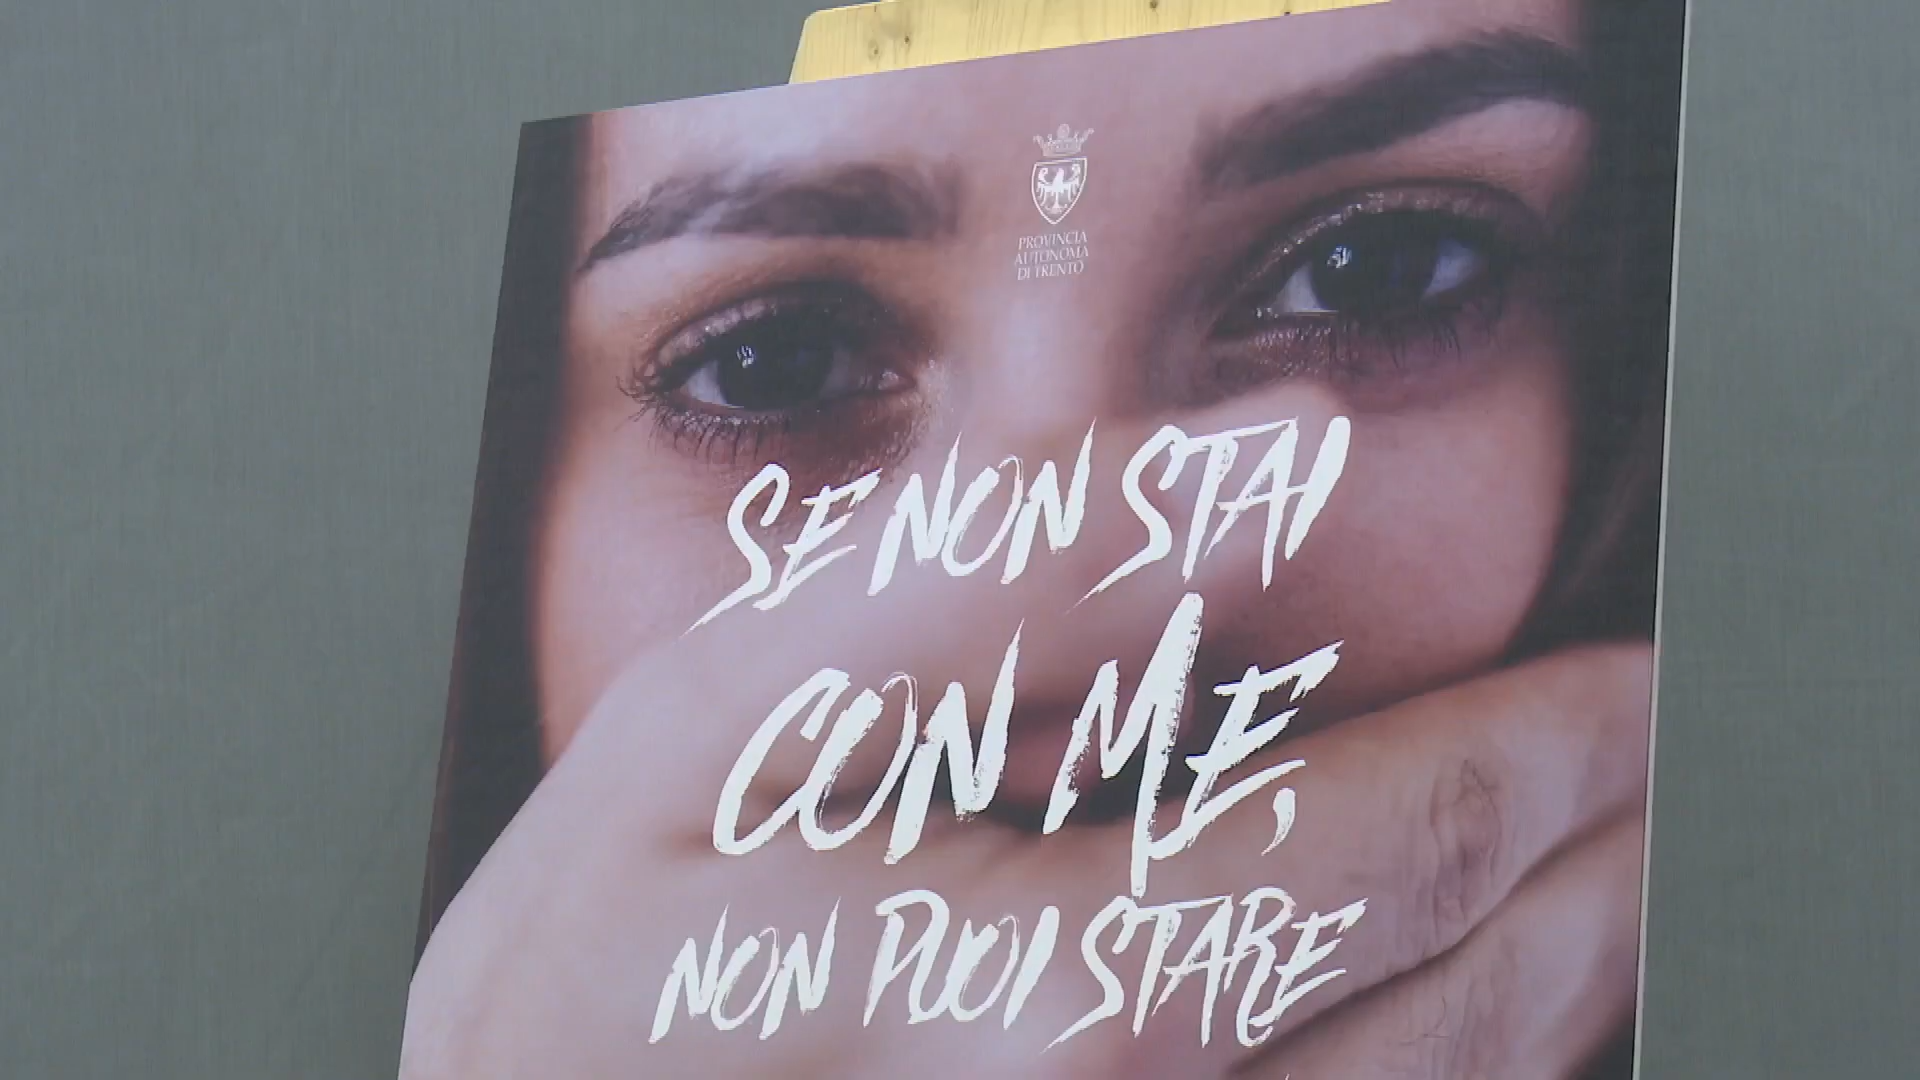 PROVINCIA
AUTONOMA
DI TRENTO
SE NON STAI
CON ME,
NON PUOI STARE